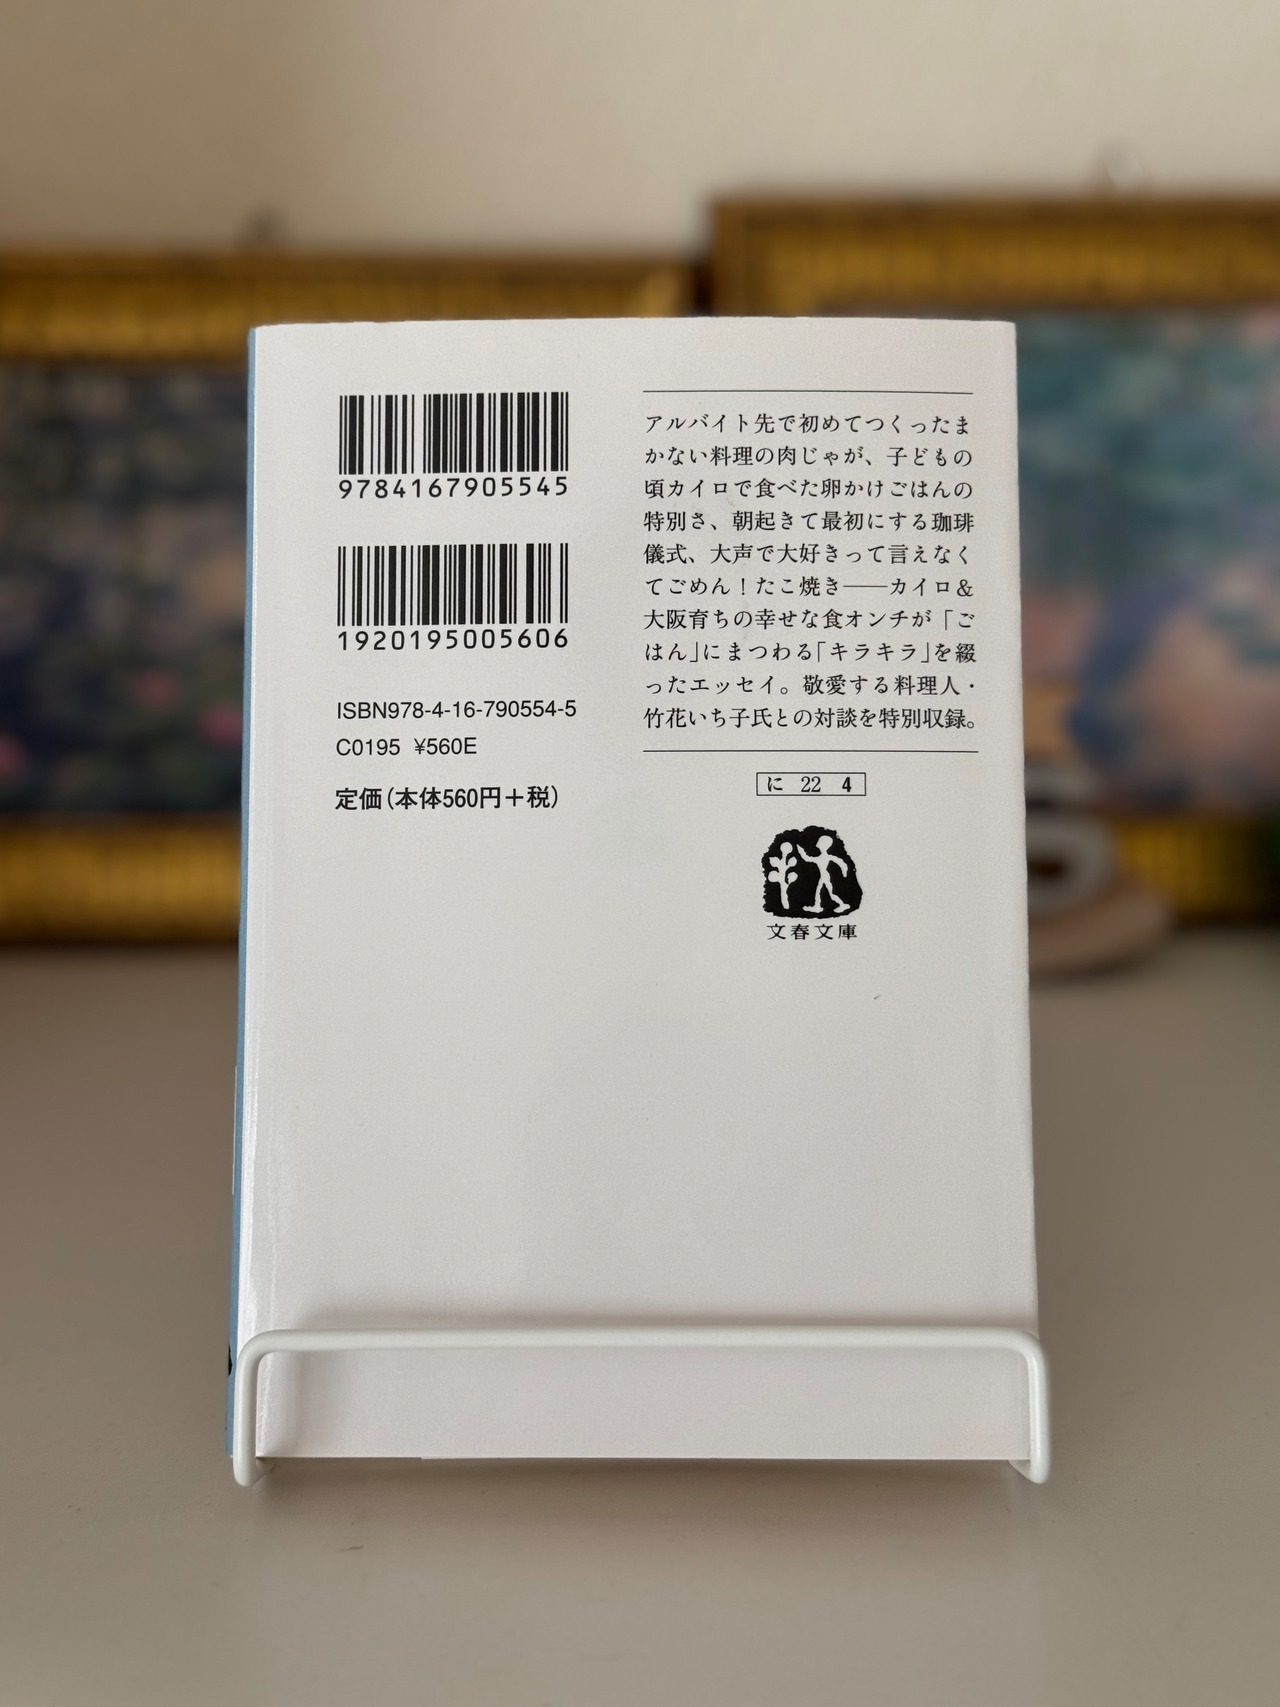 9784167905545
1920195005606
ISBN978-4-16-790554-5
C0195 ¥560E
定価(本体560円+税)
アルバイト先で初めてつくったま
かない料理の肉じゃが、子どもの
頃カイロで食べた卵かけごはんの
特別さ、朝起きて最初にする珈琲
儀式、大声で大好きって言えなく
てごめん!たこ焼き――カイロ&
大阪育ちの幸せな食オンチが「ご
はん」にまつわる「キラキラ」を綴
ったエッセイ。敬愛する料理人・
竹花いち子氏との対談を特別収録。
に 22 4
文春文庫